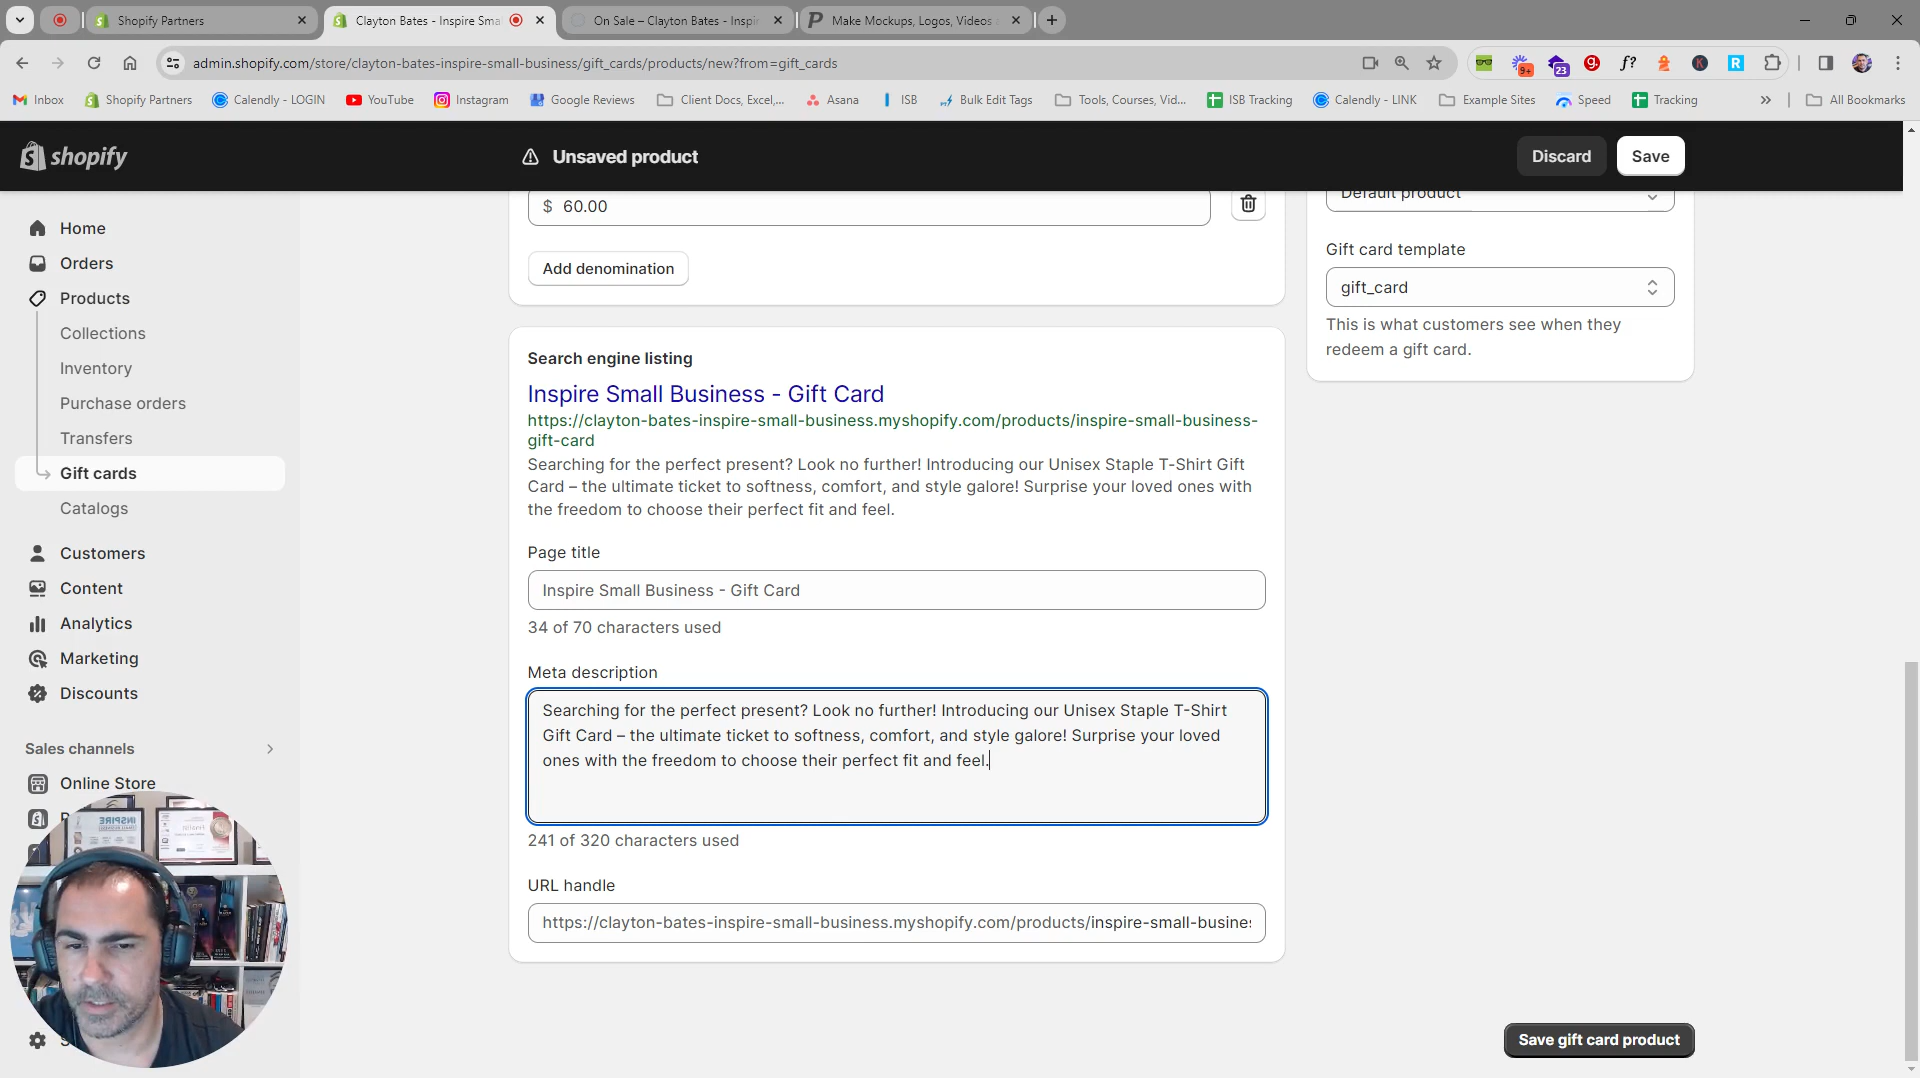 Shopify Partners
Clayton Bates - Inspire Sma
On Sale – Clayton Bates - Inspir
Make Mockups, Logos, Videos
admin.shopify.com/store/clayton-bates-inspire-small-business/gift_cards/products/new?from=gift_cards
9+
23
g.
f?
K
R
Inbox
Shopify Partners
Calendly - LOGIN
YouTube
Instagram
Google Reviews
Client Docs, Excel,...
Asana
ISB
Bulk Edit Tags
Tools, Courses, Vid...
ISB Tracking
Calendly - LINK
Example Sites
Speed
Tracking
All Bookmarks
shopify
Unsaved product
Discard
Save
Home
Orders
Products
Collections
Inventory
Purchase orders
Transfers
Gift cards
Catalogs
Customers
Content
Analytics
Marketing
Discounts
Sales channels
Online Store
$ 60.00
Add denomination
Default product
Gift card template
gift_card
This is what customers see when they
redeem a gift card.
Search engine listing
Inspire Small Business - Gift Card
https://clayton-bates-inspire-small-business.myshopify.com/products/inspire-small-business-
gift-card
Searching for the perfect present? Look no further! Introducing our Unisex Staple T-Shirt Gift
Card – the ultimate ticket to softness, comfort, and style galore! Surprise your loved ones with
the freedom to choose their perfect fit and feel.
Page title
Inspire Small Business - Gift Card
34 of 70 characters used
Meta description
Searching for the perfect present? Look no further! Introducing our Unisex Staple T-Shirt
Gift Card – the ultimate ticket to softness, comfort, and style galore! Surprise your loved
ones with the freedom to choose their perfect fit and feel.
241 of 320 characters used
URL handle
https://clayton-bates-inspire-small-business.myshopify.com/products/inspire-small-busines
Save gift card product
INSPIRE